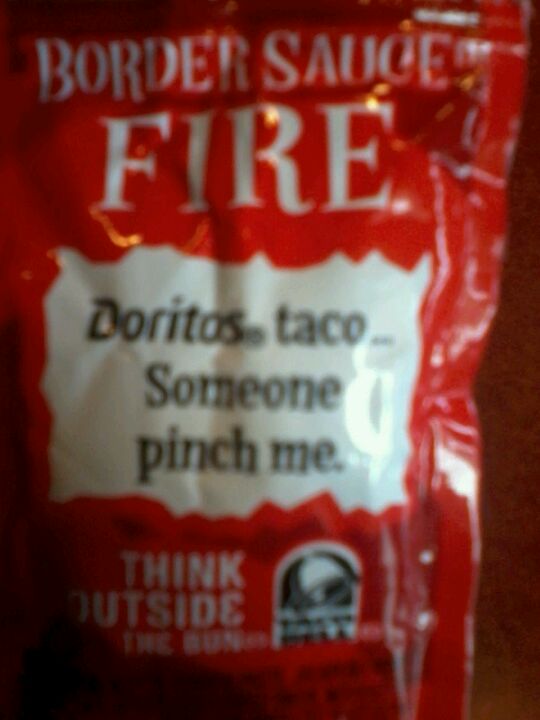 BORDER SAUCE
FIRE
Doritos® taco...
Someone
pinch me.
THINK
OUTSIDE
THE BUN